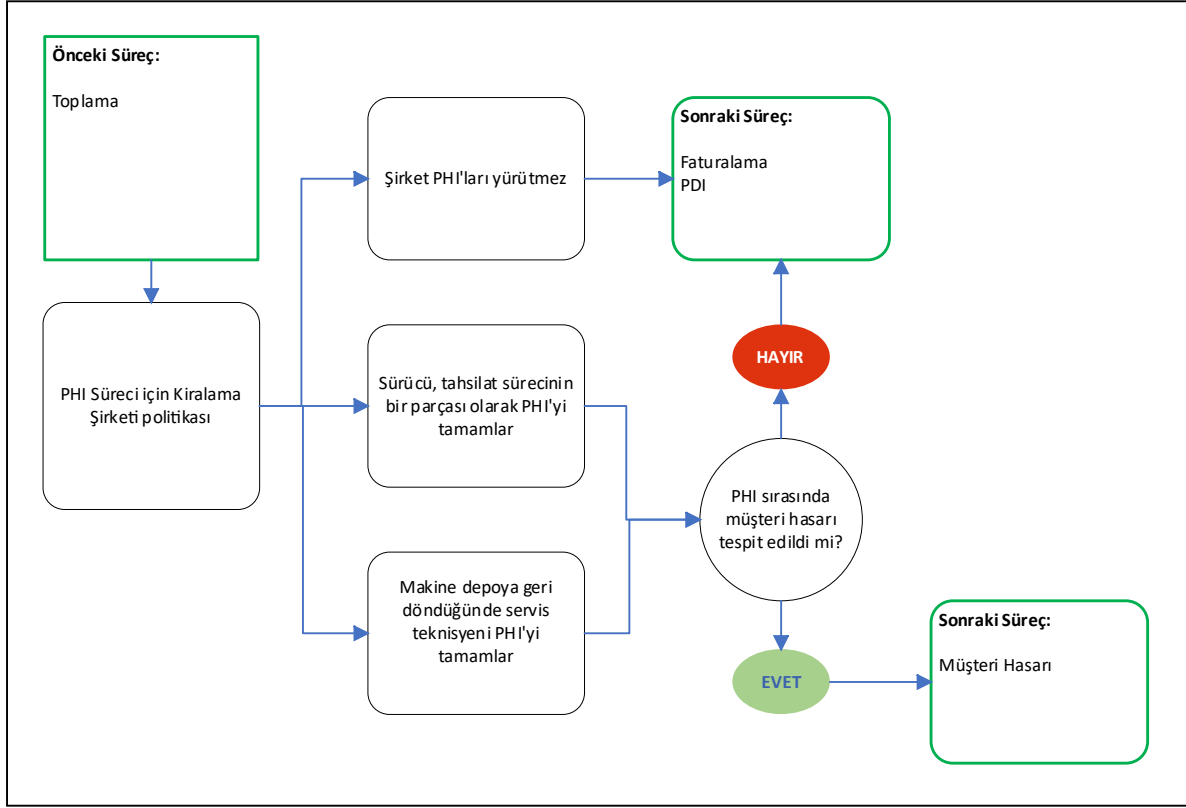 Önceki Süreç:
Toplama
PHI Süreci için Kiralama
Şirketi politikası
Şirket PHI'ları yürütmez
Sürücü, tahsilat sürecinin
bir parçası olarak PHI'yi
tamamlar
Makine depoya geri
döndüğünde servis
teknisyeni PHI'yi
tamamlar
Sonraki Süreç:
Faturalama
PDI
HAYIR
PHI sırasında
müşteri hasarı
tespit edildi mi?
EVET
Sonraki Süreç:
Müşteri Hasarı